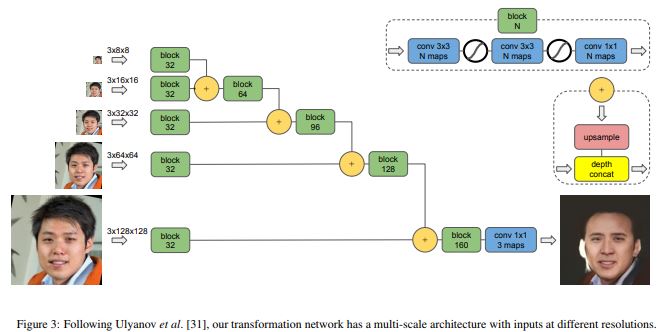 block
N
conv 3x3
N maps
conv 3x3
N maps
conv 1x1
N maps
3x8x8
block
32
3x16x16
block
32
+
block
64
+
upsample
depth
concat
3x32x32
block
32
+
block
96
3x64x64
block
32
+
block
128
3x128x128
block
32
+
block
160
conv 1x1
3 maps
Figure 3: Following Ulyanov et al. [31], our transformation network has a multi-scale architecture with inputs at different resolutions.